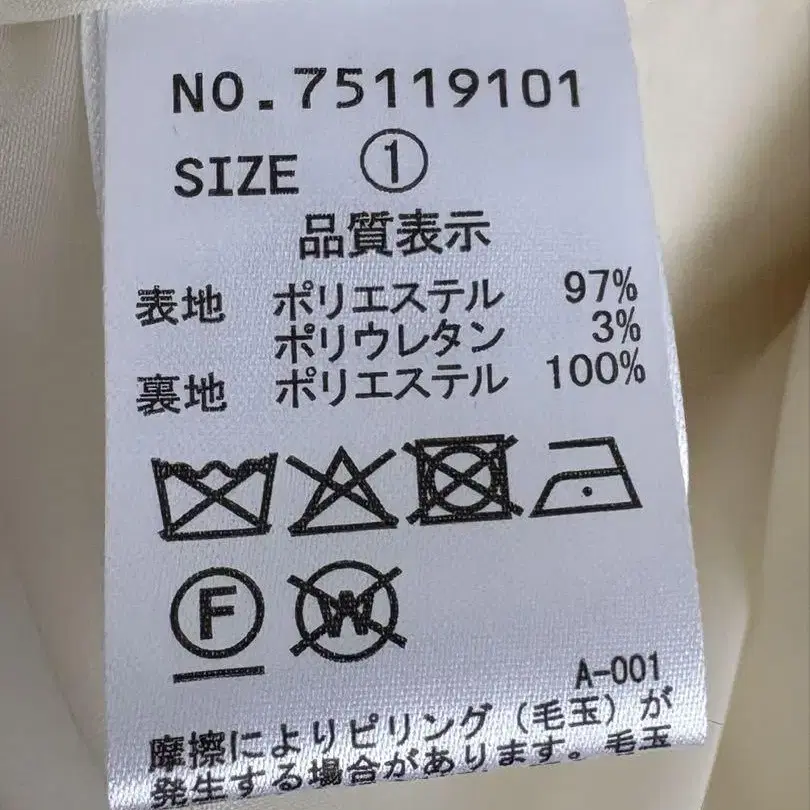 NO.75119101
SIZE ①
品質表示
表地 ポリエステル 97%
ポリウレタン 3%
裏地 ポリエステル 100%
F W
A-001
摩擦によりピリング(毛玉)が
発生する場合があります。毛玉